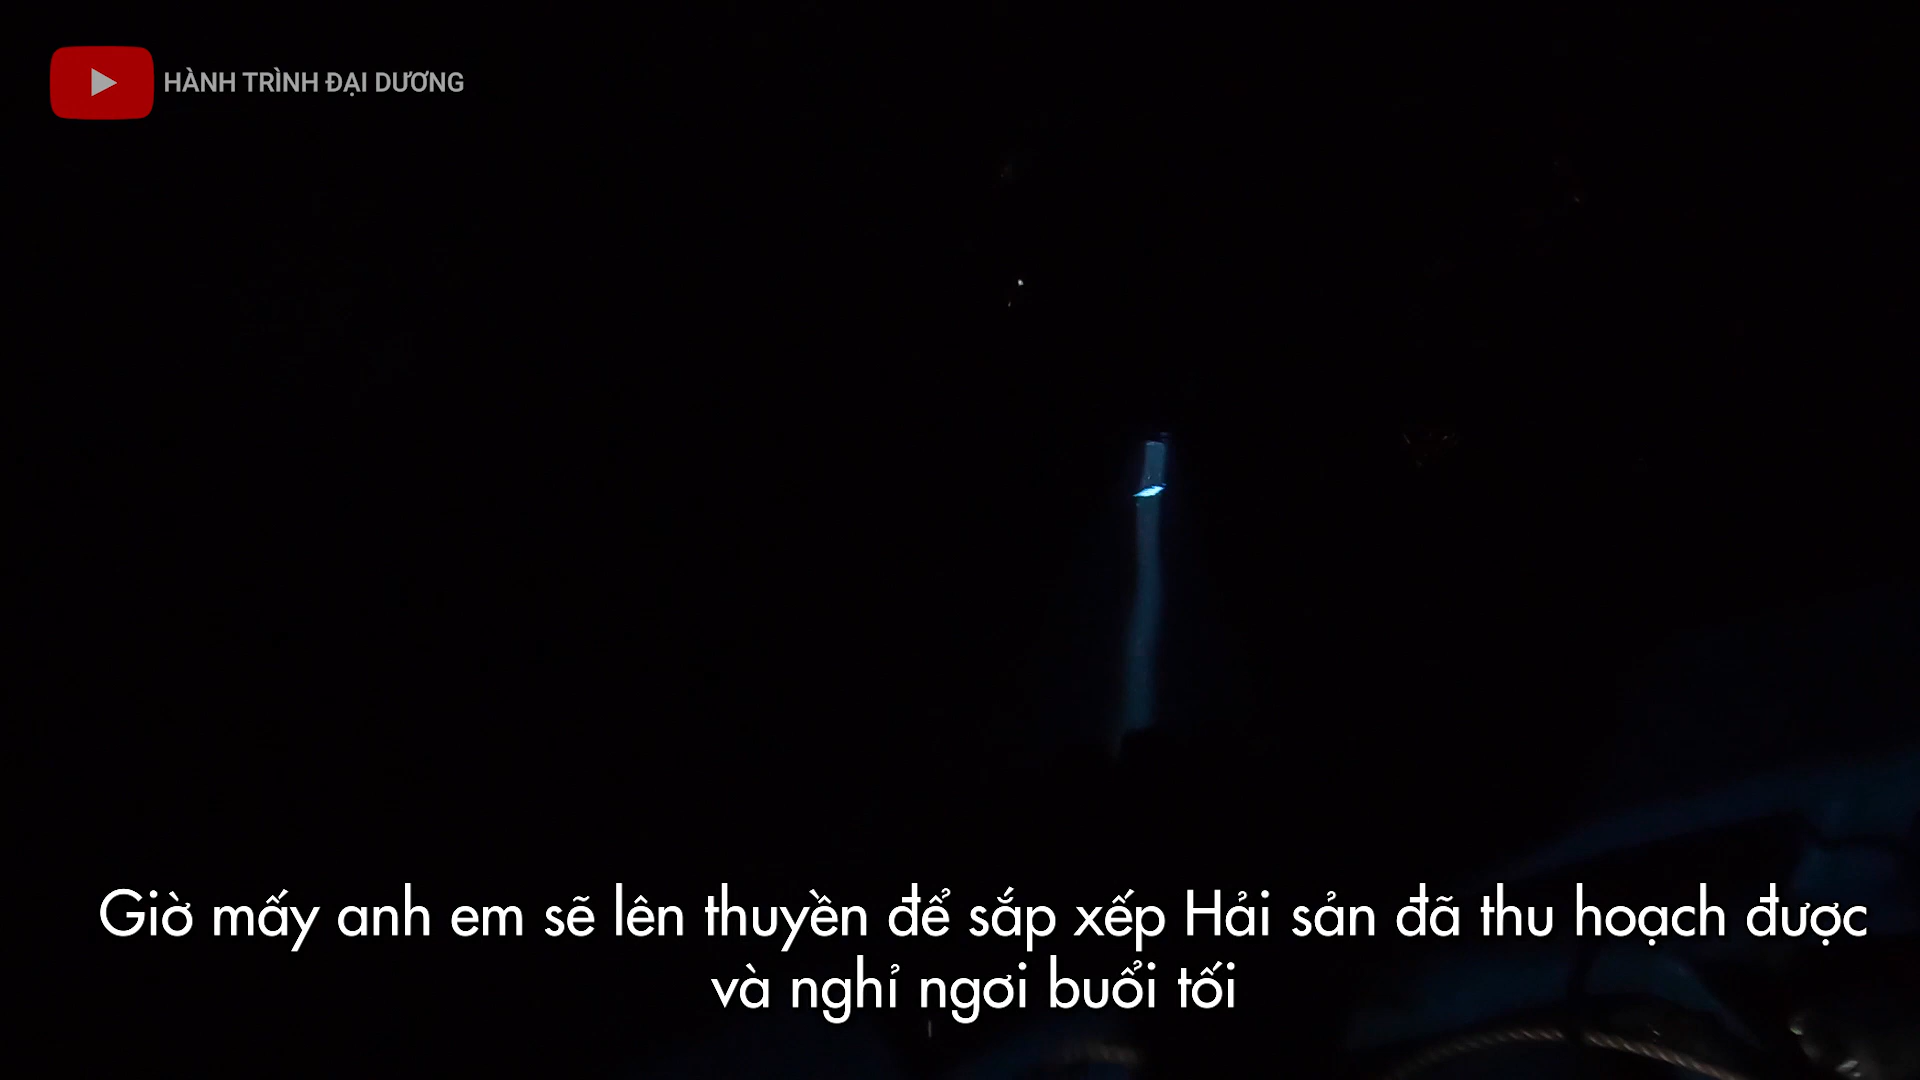 HÀNH TRÌNH ĐẠI DƯƠNG
Giờ mấy anh em sẽ lên thuyền để sắp xếp Hải sản đã thu hoạch được
và nghỉ ngơi buổi tối